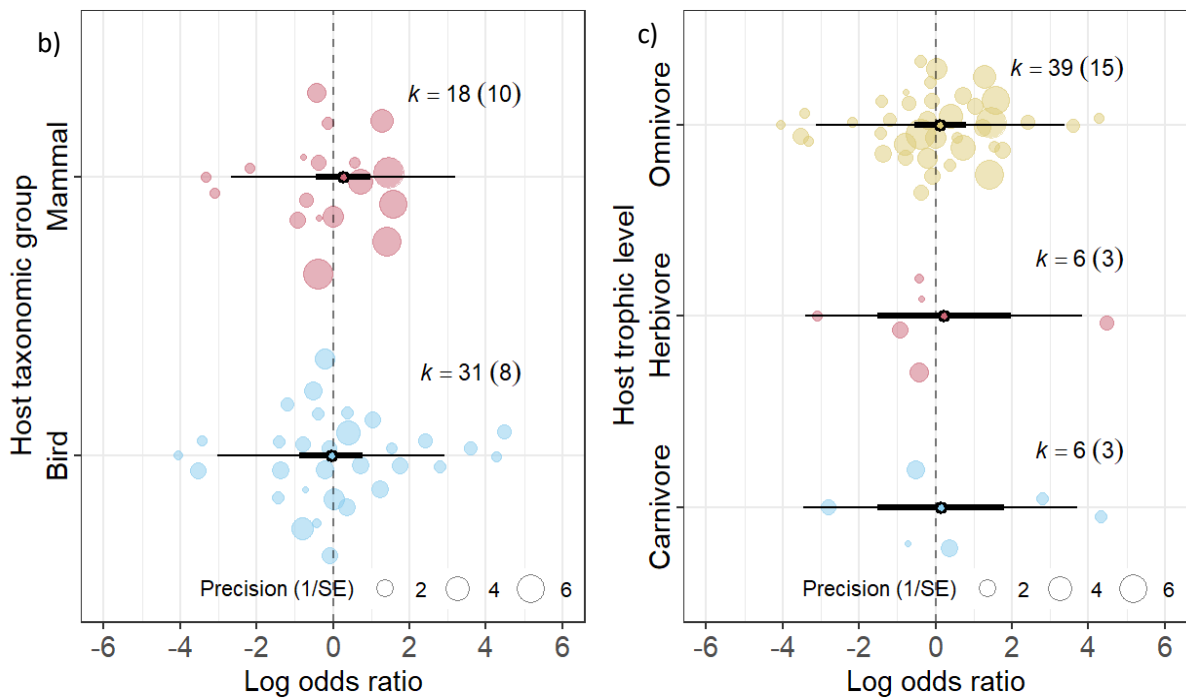 b)
Host taxonomic group
Mammal
Bird
k = 18 (10)
k = 31 (8)
Precision (1/SE) 2 4 6
-6 -4 -2 0 2 4 6
Log odds ratio
c)
Host trophic level
Omnivore
Herbivore
Carnivore
k = 39 (15)
k = 6 (3)
k = 6 (3)
Precision (1/SE) 2 4 6
-6 -4 -2 0 2 4 6
Log odds ratio